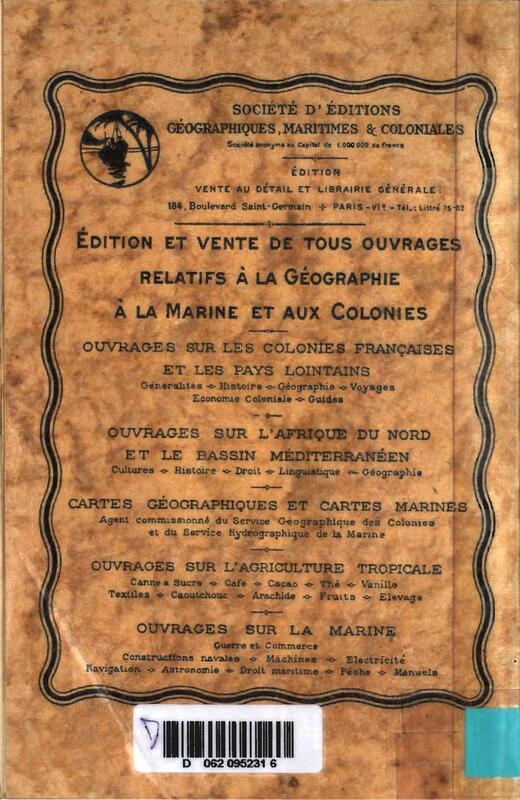 SOCIÉTÉ D'ÉDITIONS
GÉOGRAPHIQUES, MARITIMES & COLONIALES
Société anonyme au Capital de 1.000.000 de francs
ÉDITION
VENTE AU DÉTAIL ET LIBRAIRIE GÉNÉRALE:
184, Boulevard Saint-Germain + PARIS-VIe - Tél.: Littré 75-82
ÉDITION ET VENTE DE TOUS OUVRAGES
RELATIFS À LA GÉOGRAPHIE
À LA MARINE ET AUX COLONIES
OUVRAGES SUR LES COLONIES FRANÇAISES
ET LES PAYS LOINTAINS
Généralités ⟡ Histoire ⟡ Géographie ⟡ Voyages
Economie Coloniale ⟡ Guides
OUVRAGES SUR L'AFRIQUE DU NORD
ET LE BASSIN MÉDITERRANÉEN
Cultures ⟡ Histoire ⟡ Droit ⟡ Linguistique ⟡ Géographie
CARTES GÉOGRAPHIQUES ET CARTES MARINES
Agent commissionné du Service Géographique des Colonies
et du Service Hydrographique de la Marine
OUVRAGES SUR L'AGRICULTURE TROPICALE
Canne a Sucre ⟡ Café ⟡ Cacao ⟡ Thé ⟡ Vanille
Textiles ⟡ Caoutchouc ⟡ Arachide ⟡ Fruits ⟡ Elevage
OUVRAGES SUR LA MARINE
Guerre et Commerce
Constructions navales ⟡ Machines ⟡ Electricité
Navigation ⟡ Astronomie ⟡ Droit maritime ⟡ Pêche ⟡ Manuels
D
D 062 095231 6